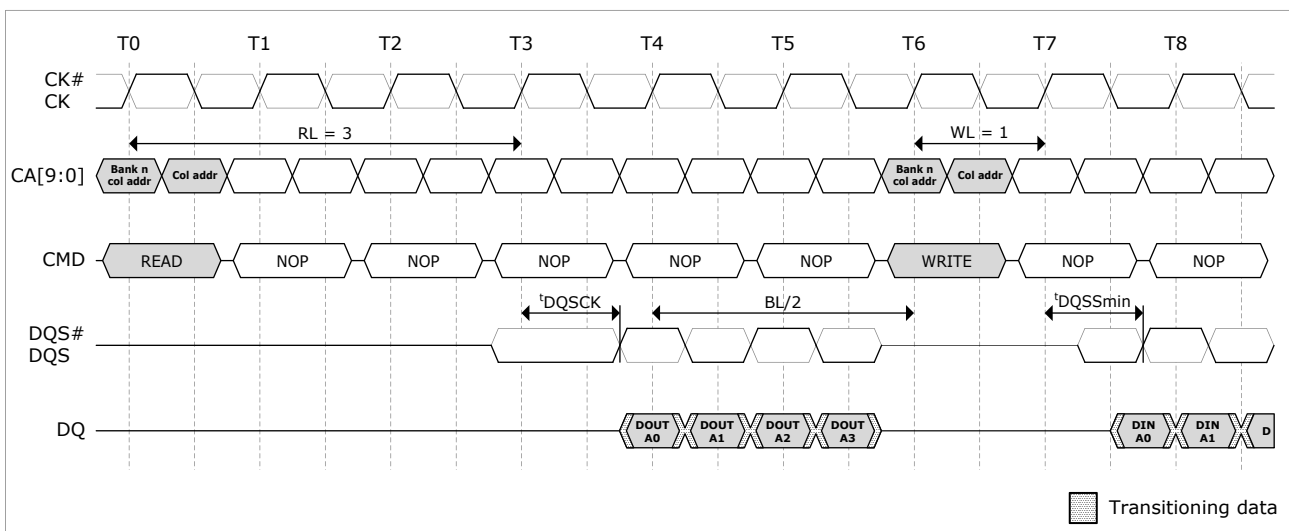 T0 T1 T2 T3 T4 T5 T6 T7 T8
CK#
CK
RL = 3 WL = 1
CA[9:0] Bank n col addr Col addr Bank n col addr Col addr
CMD READ NOP NOP NOP NOP NOP WRITE NOP NOP
tDQSCK BL/2 tDQSSmin
DQS#
DQS
DQ DOUT A0 DOUT A1 DOUT A2 DOUT A3 DIN A0 DIN A1 D
Transitioning data